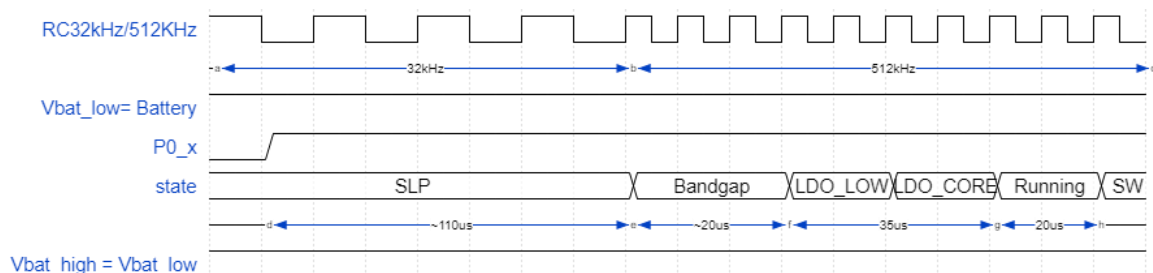 RC32kHz/512KHz
a 32kHz b 512kHz c
Vbat_low= Battery
P0_x
state SLP Bandgap LDO_LOW LDO_CORE Running SW
d ~110us e ~20us f 35us g 20us h
Vbat_high = Vbat_low